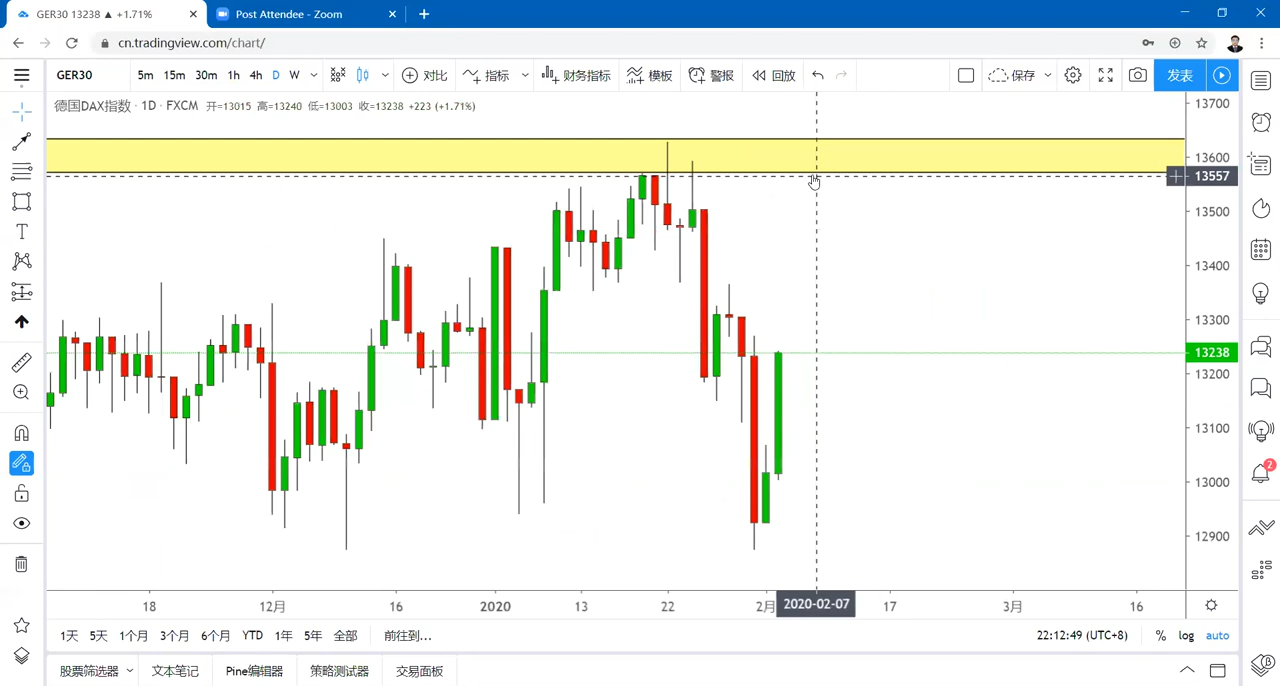 GER30 13238 ▲ +1.71%
Post Attendee - Zoom
cn.tradingview.com/chart/
GER30 5m 15m 30m 1h 4h D W 对比 指标 财务指标 模板 警报 回放 保存 发表
德国DAX指数 · 1D · FXCM 开=13015 高=13240 低=13003 收=13238 +223 (+1.71%)
13700
13600
13557
13500
13400
13300
13238
13200
13100
13000
12900
2
18 12月 16 2020 13 22 2月 2020-02-07 17 3月 16
1天 5天 1个月 3个月 6个月 YTD 1年 5年 全部 前往到... 22:12:49 (UTC+8) % log auto
股票筛选器 文本笔记 Pine编辑器 策略测试器 交易面板